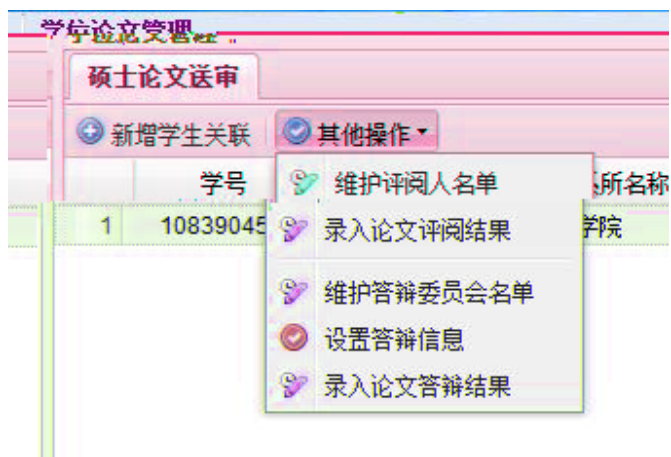 学位论文管理
硕士论文送审
新增学生关联 其他操作
学号 所名称
维护评阅人名单
1 10839045 学院
录入论文评阅结果
维护答辩委员会名单
设置答辩信息
录入论文答辩结果